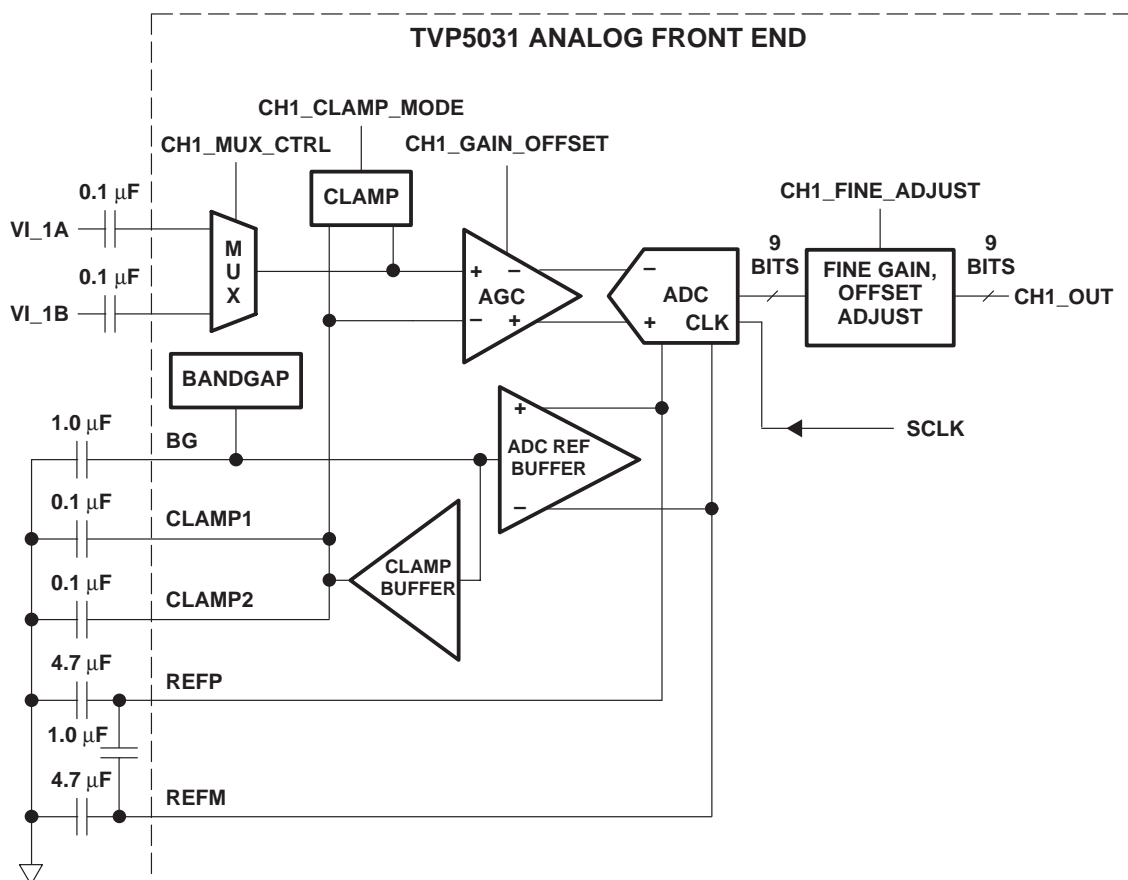 TVP5031 ANALOG FRONT END
CH1_CLAMP_MODE
CH1_MUX_CTRL
CH1_GAIN_OFFSET
0.1 μF
CLAMP
CH1_FINE_ADJUST
VI_1A
M
U
X
9
BITS
9
BITS
0.1 μF
+
−
AGC
−
+
−
ADC
+
CLK
FINE GAIN,
OFFSET
ADJUST
CH1_OUT
VI_1B
BANDGAP
1.0 μF
BG
+
ADC REF
BUFFER
−
SCLK
0.1 μF
CLAMP1
CLAMP
BUFFER
0.1 μF
CLAMP2
4.7 μF
REFP
1.0 μF
4.7 μF
REFM